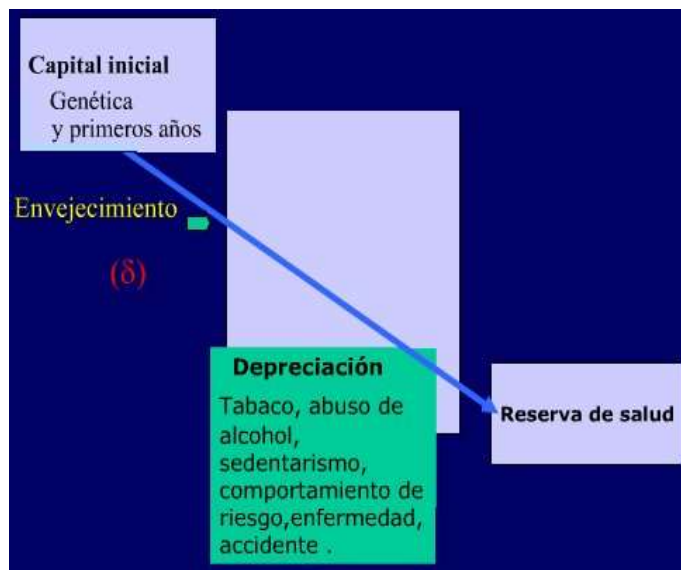 Capital inicial
Genética
y primeros años
Envejecimiento
(δ)
Depreciación
Tabaco, abuso de
alcohol,
sedentarismo,
comportamiento de
riesgo,enfermedad,
accidente .
Reserva de salud